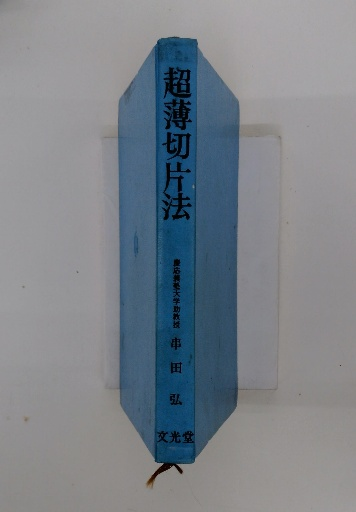 超薄切片法
慶応義塾大学助教授
串田 弘
文光堂